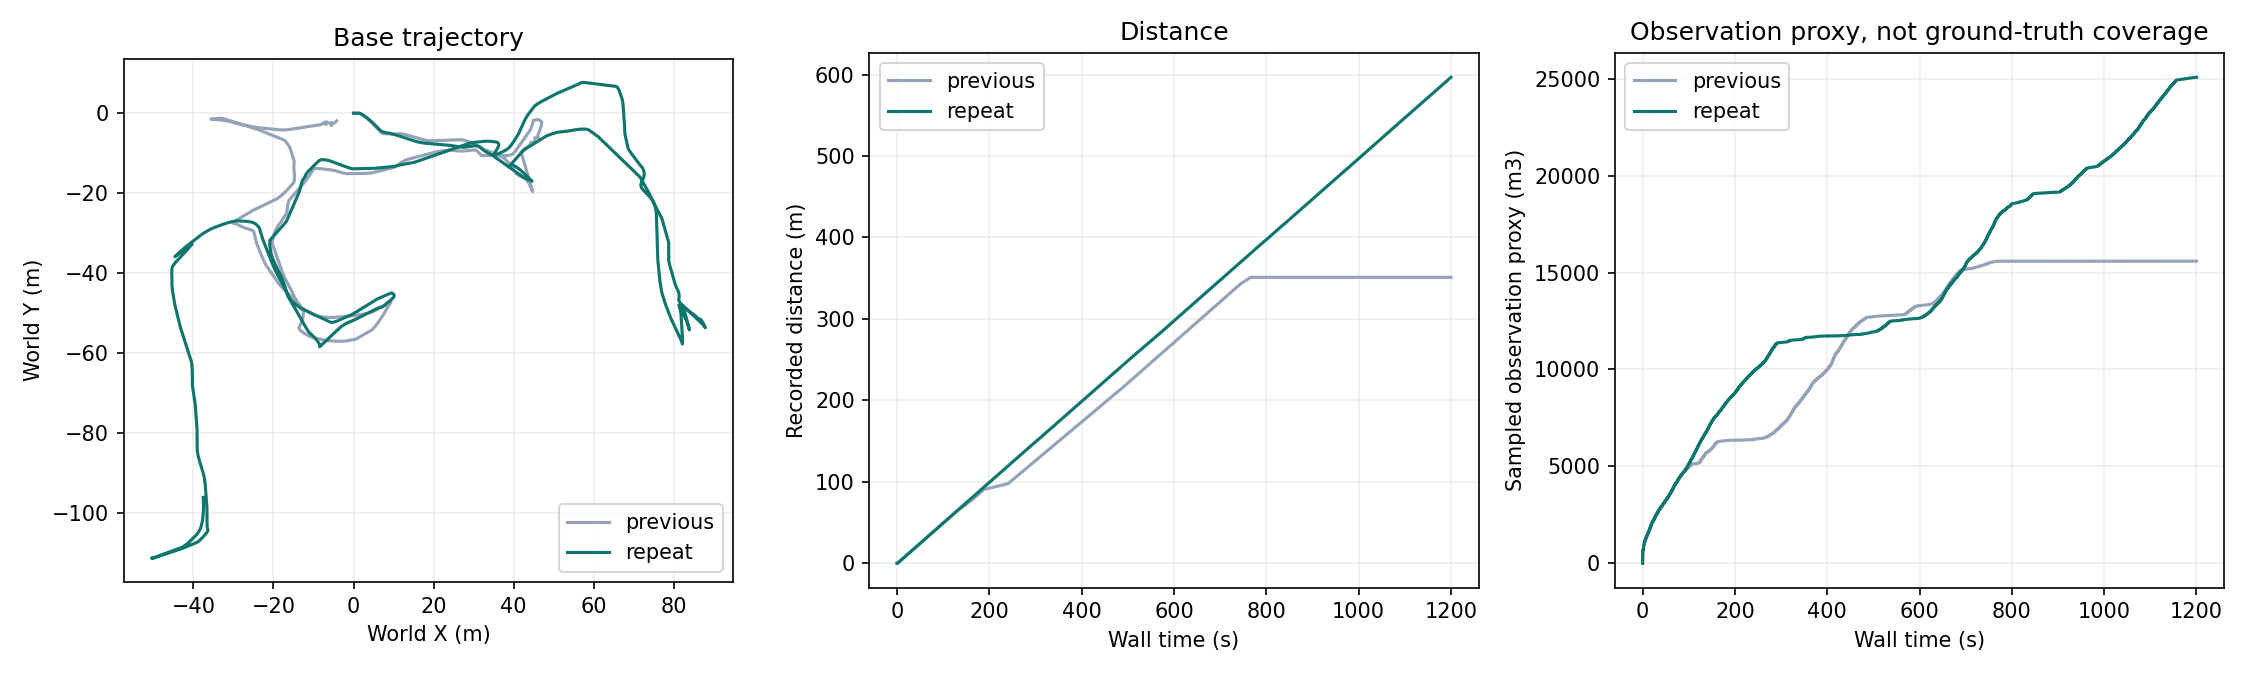 Base trajectory
0
−20
−40
−60
−80
−100
World Y (m)
−40
−20
0
20
40
60
80
World X (m)
previous
repeat
Distance
600
500
400
300
200
100
0
Recorded distance (m)
0
200
400
600
800
1000
1200
Wall time (s)
previous
repeat
Observation proxy, not ground-truth coverage
25000
20000
15000
10000
5000
0
Sampled observation proxy (m3)
0
200
400
600
800
1000
1200
Wall time (s)
previous
repeat